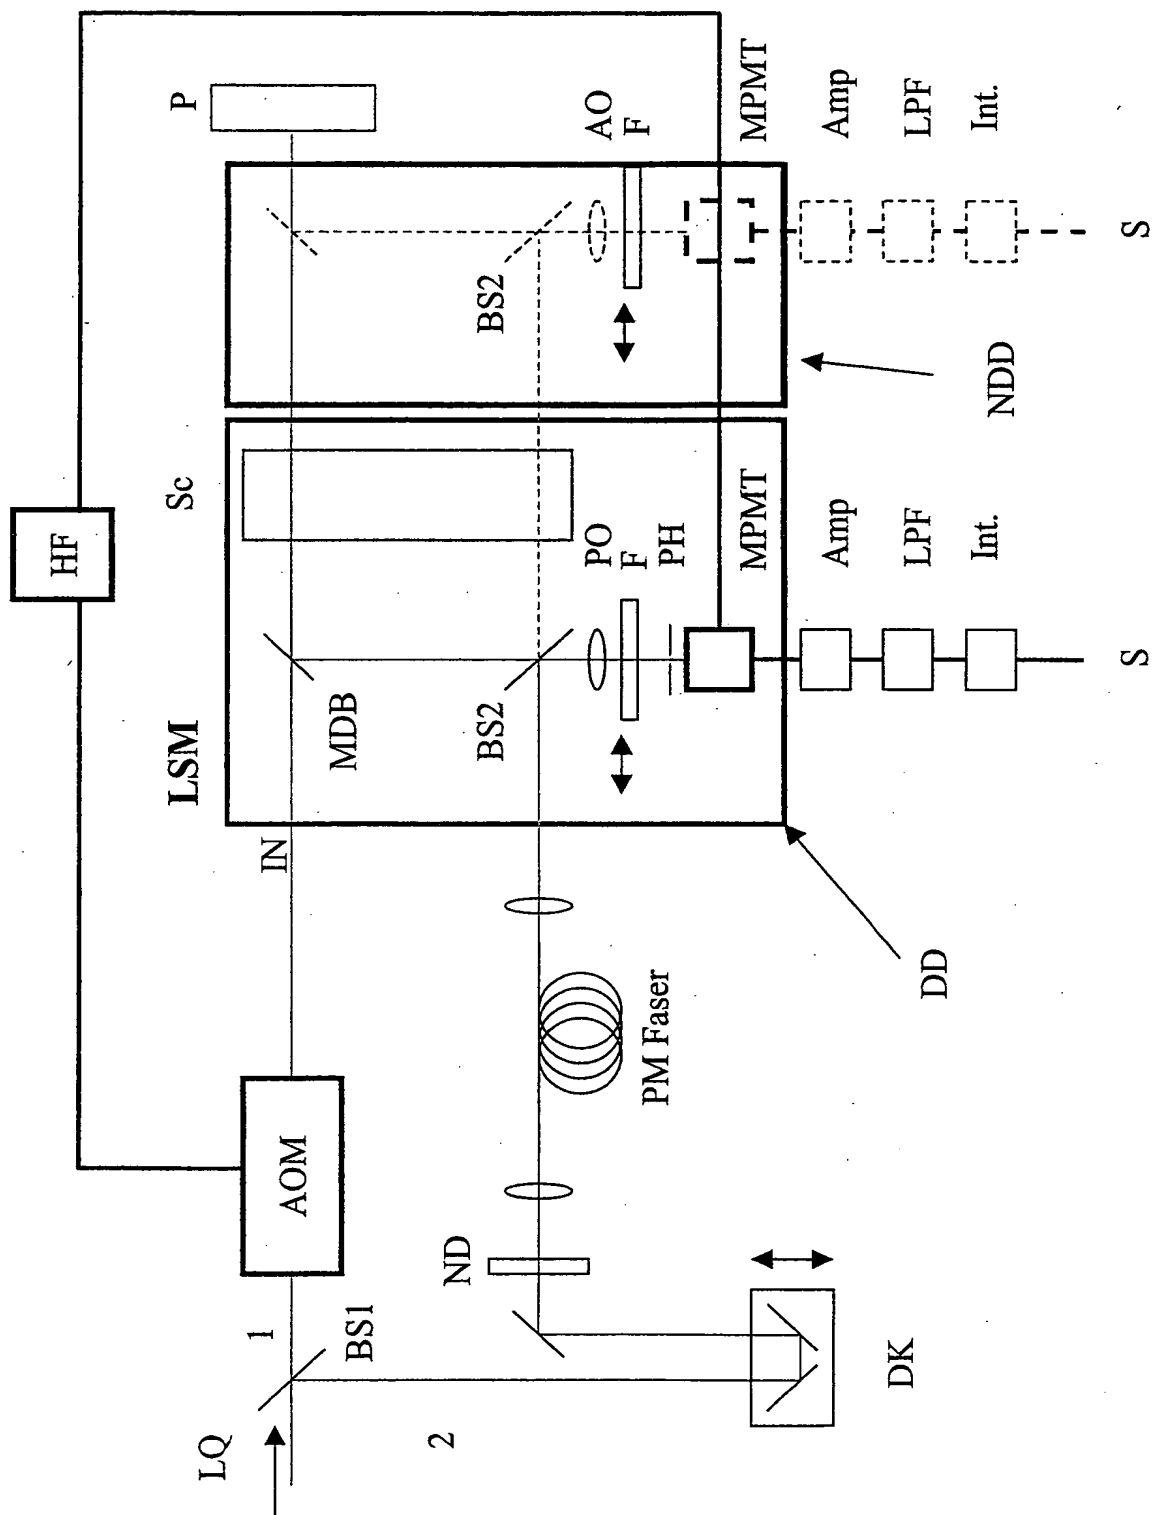 HF
LSM
Sc
P
LQ
1
BS1
AOM
IN
MDB
2
ND
PM Faser
BS2
BS2
PO
F
PH
AO
F
MPMT
MPMT
DK
DD
NDD
Amp
LPF
Int.
Amp
LPF
Int.
S
S